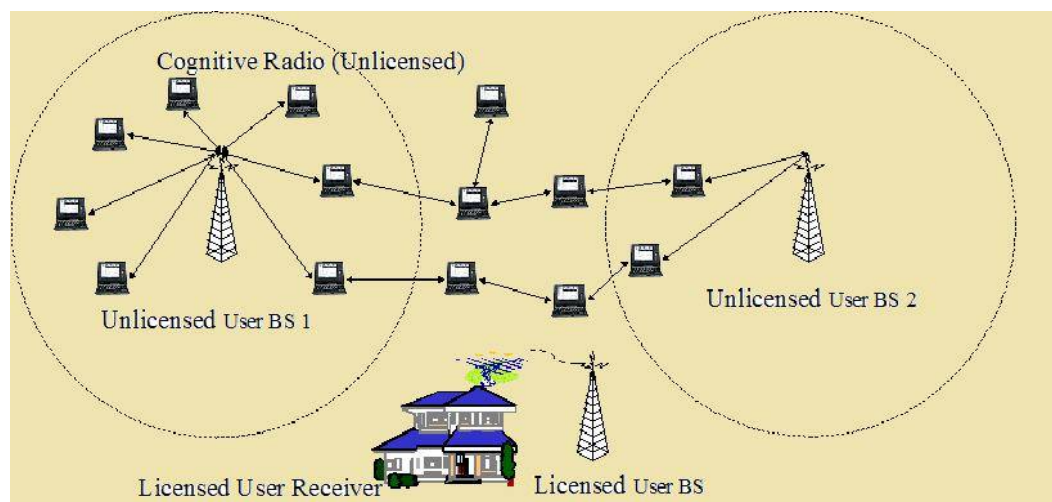 Cognitive Radio (Unlicensed)
Unlicensed User BS 1
Unlicensed User BS 2
Licensed User Receiver
Licensed User BS